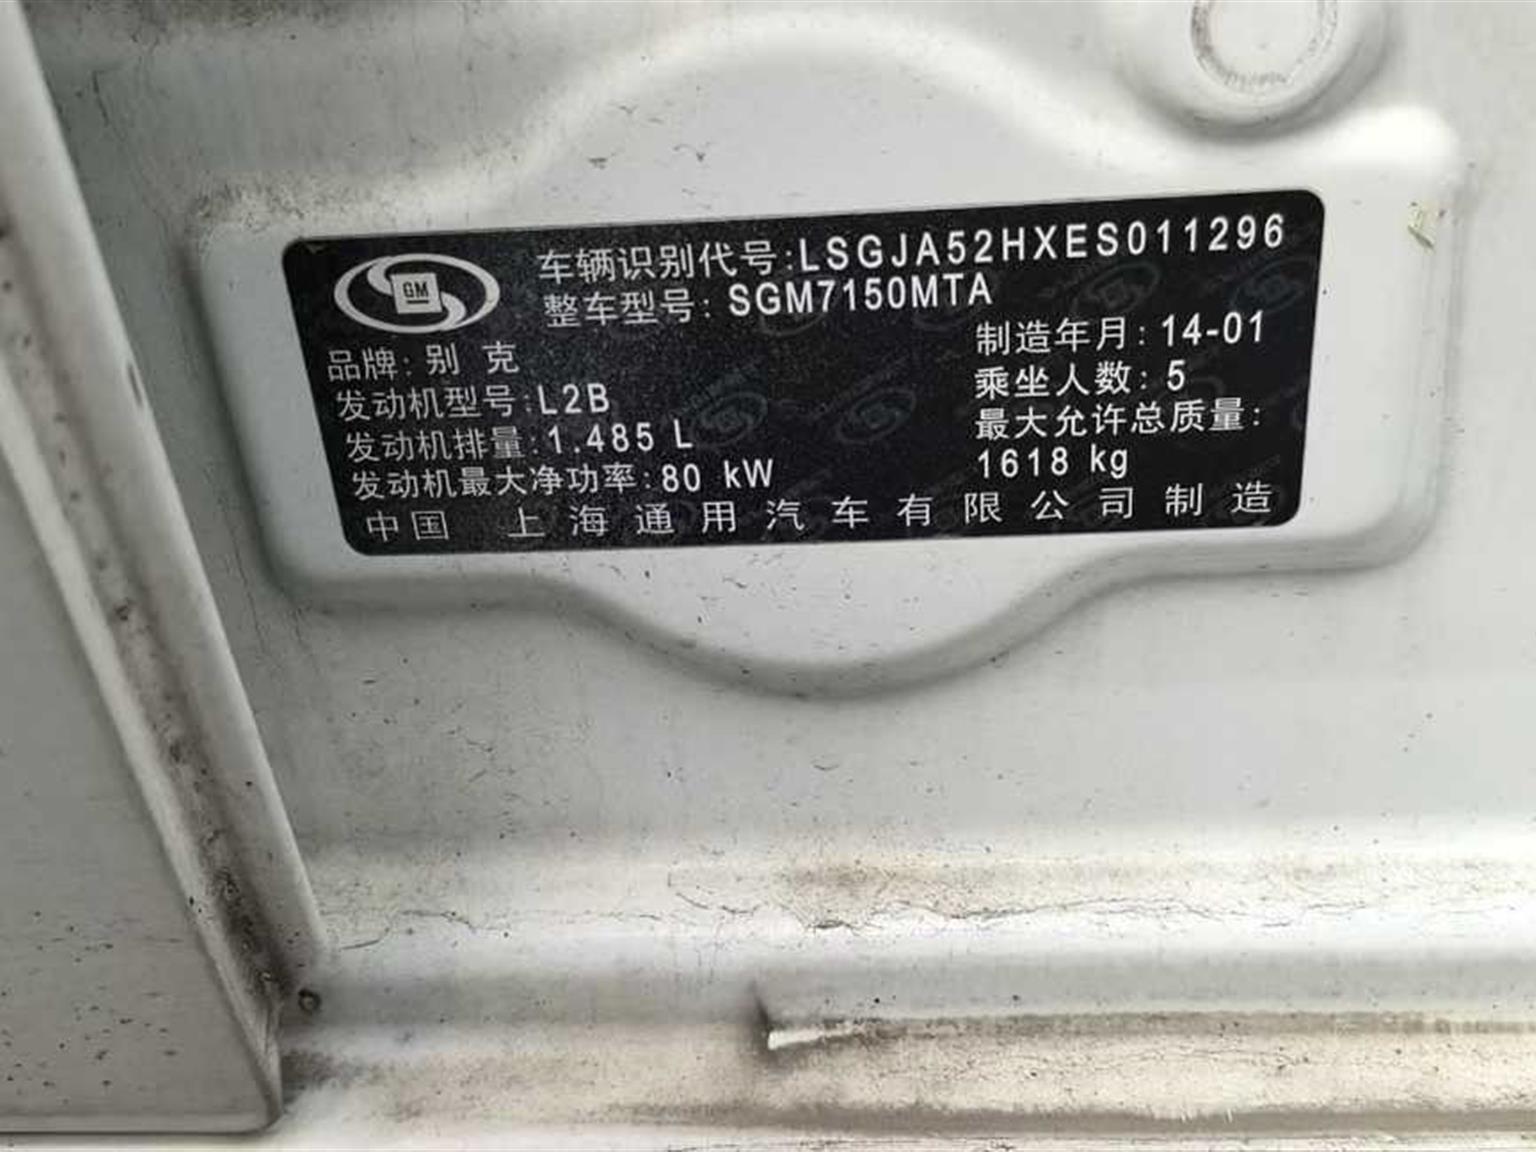 GM
车辆识别代号:LSGJA52HXES011296
整车型号: SGM7150MTA
品牌: 别 克
制造年月: 14-01
发动机型号:L2B
乘坐人数: 5
发动机排量:1.485 L
最大允许总质量:
发动机最大净功率:80 kW
1618 kg
中国 上海通用汽车有限公司制造